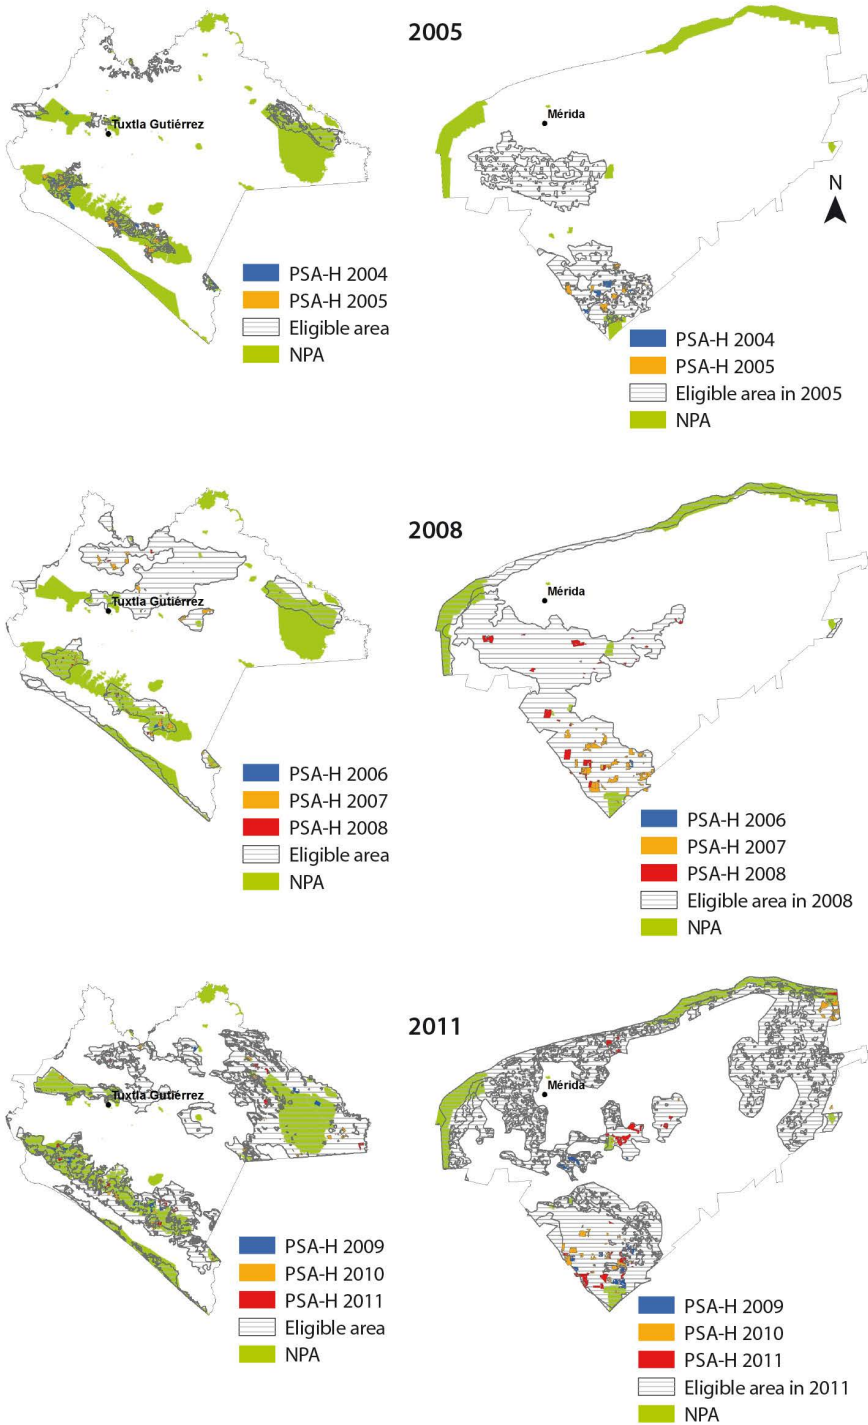 2005
Tuxtla Gutiérrez
PSA-H 2004
PSA-H 2005
Eligible area
NPA
Mérida
N
PSA-H 2004
PSA-H 2005
Eligible area in 2005
NPA
2008
Tuxtla Gutiérrez
PSA-H 2006
PSA-H 2007
PSA-H 2008
Eligible area
NPA
Mérida
PSA-H 2006
PSA-H 2007
PSA-H 2008
Eligible area in 2008
NPA
2011
Tuxtla Gutiérrez
PSA-H 2009
PSA-H 2010
PSA-H 2011
Eligible area
NPA
Mérida
PSA-H 2009
PSA-H 2010
PSA-H 2011
Eligible area in 2011
NPA